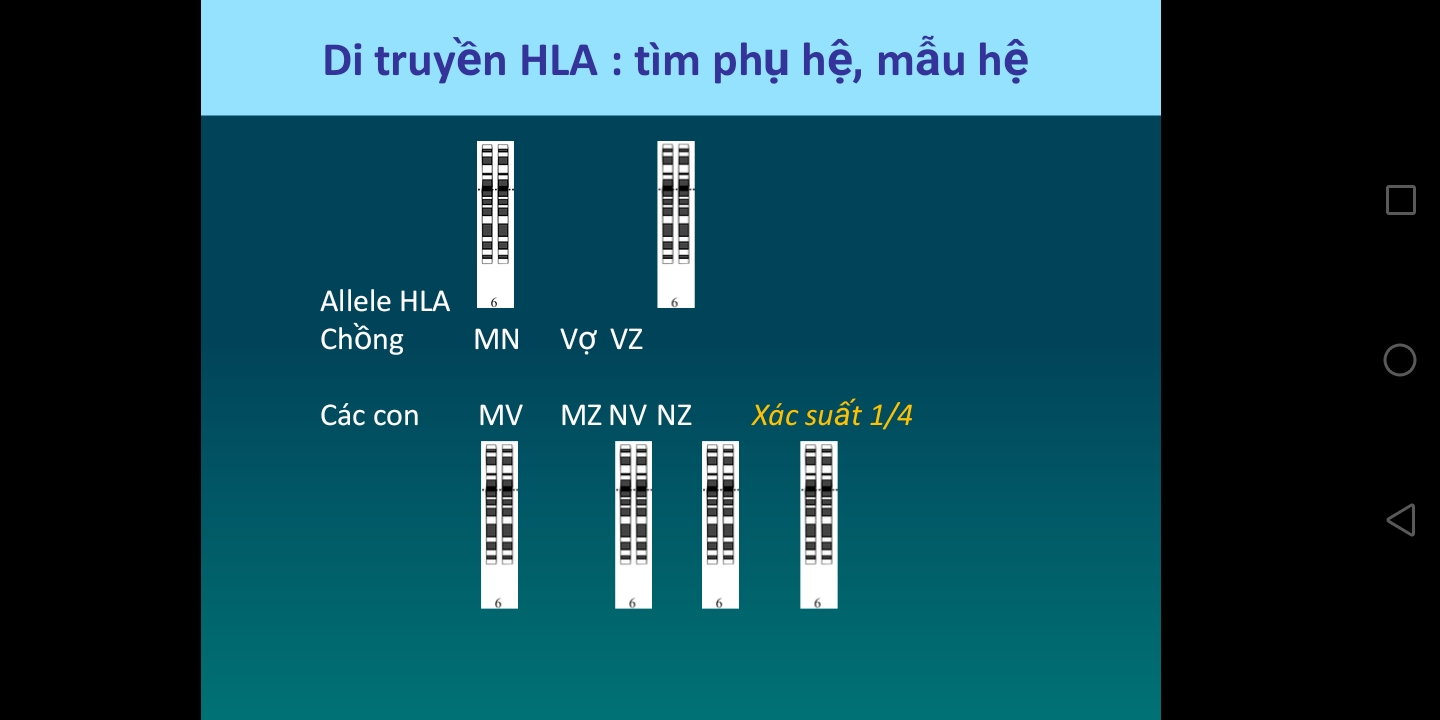 Di truyền HLA : tìm phụ hệ, mẫu hệ
6 6
Allele HLA
Chồng MN Vợ VZ
Các con MV MZ NV NZ Xác suất 1/4
6 6 6 6